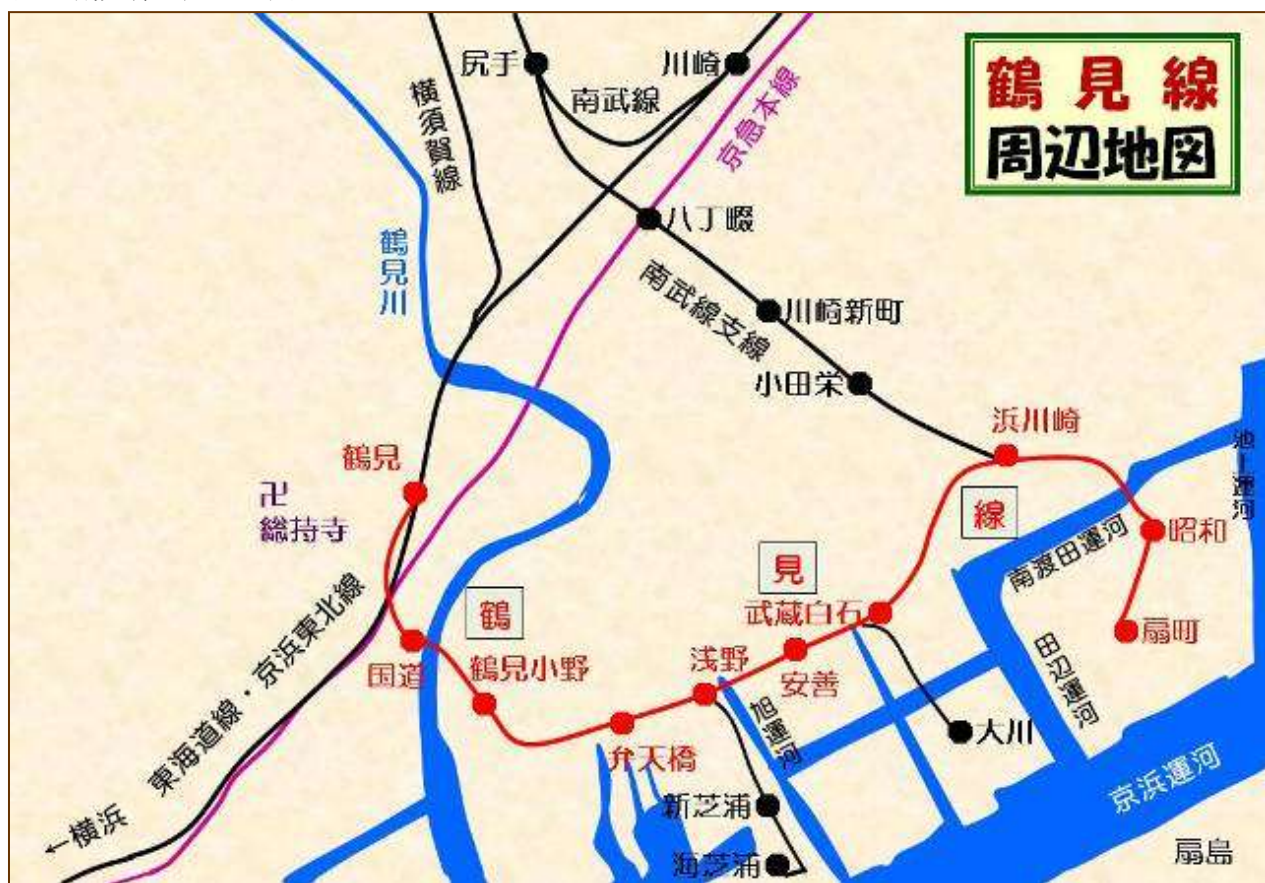 鶴見線
周辺地図
尻手
川崎
南武線
横須賀線
京急本線
鶴見川
八丁畷
南武線支線
川崎新町
小田栄
浜川崎
鶴見
卍
総持寺
線
池上運河
昭和
南渡田運河
見
武蔵白石
鶴
国道
鶴見小野
浅野
安善
扇町
田辺運河
旭運河
大川
弁天橋
東海道線・京浜東北線
新芝浦
京浜運河
←横浜
海芝浦
扇島